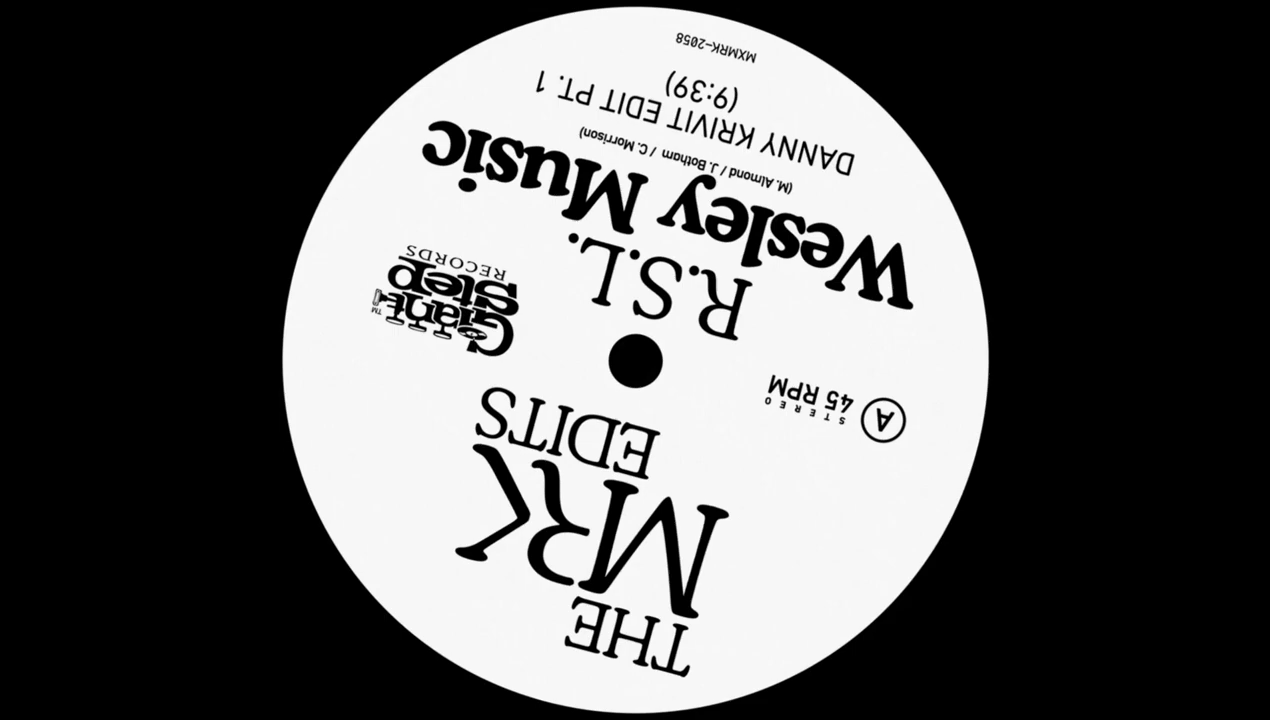 THE
MRK
EDITS
A
STEREO
45 RPM
Giant
Step
TM
RECORDS
R.S.L.
Wesley Music
(M. Almond / J. Botham / C. Morrison)
DANNY KRIVIT EDIT PT. 1
(9:39)
MXMRK-2058